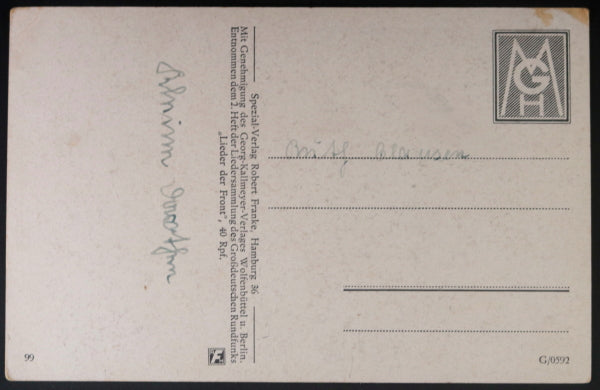 Spezial-Verlag Robert Franke, Hamburg 36
Mit Genehmigung des Georg-Kallmeyer-Verlages Wolfenbüttel u. Berlin.
Entnommen dem 2. Heft der Liedersammlung des Großdeutschen Rundfunks
„Lieder der Front“, 40 Rpf.
MGH
Ruth
F
99
G/0592